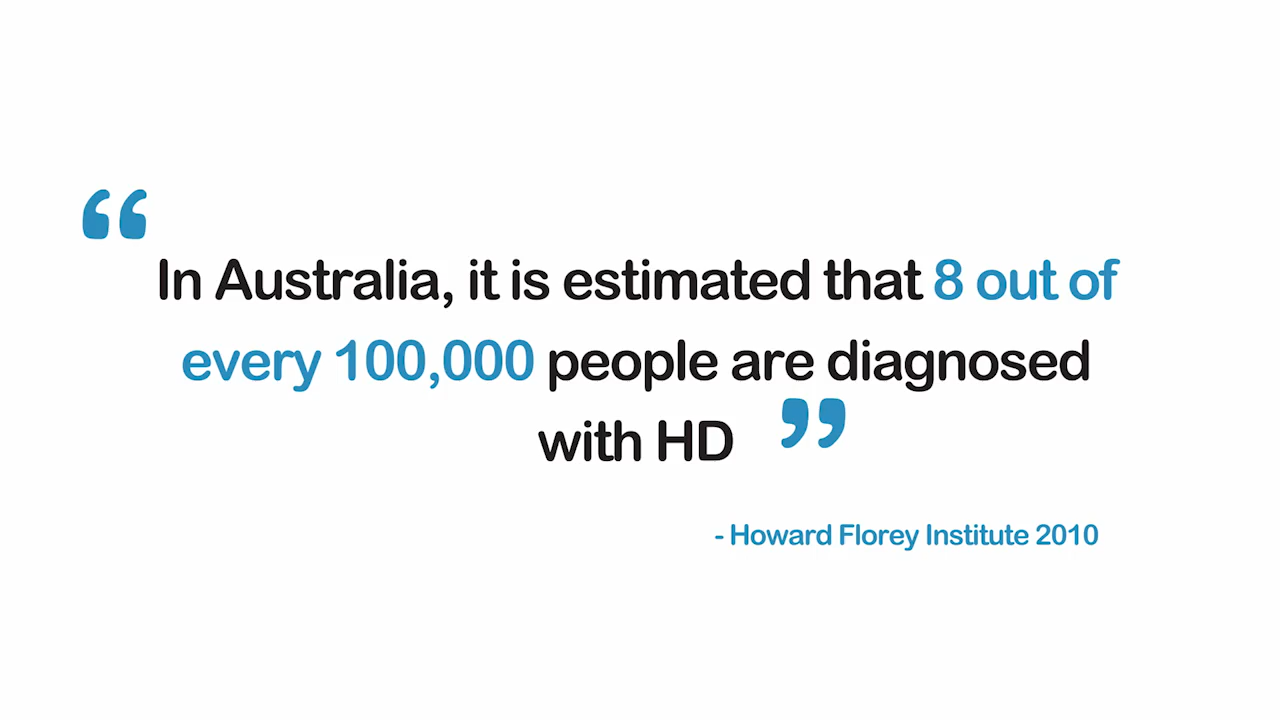 “
In Australia, it is estimated that 8 out of
every 100,000 people are diagnosed
with HD ”
- Howard Florey Institute 2010